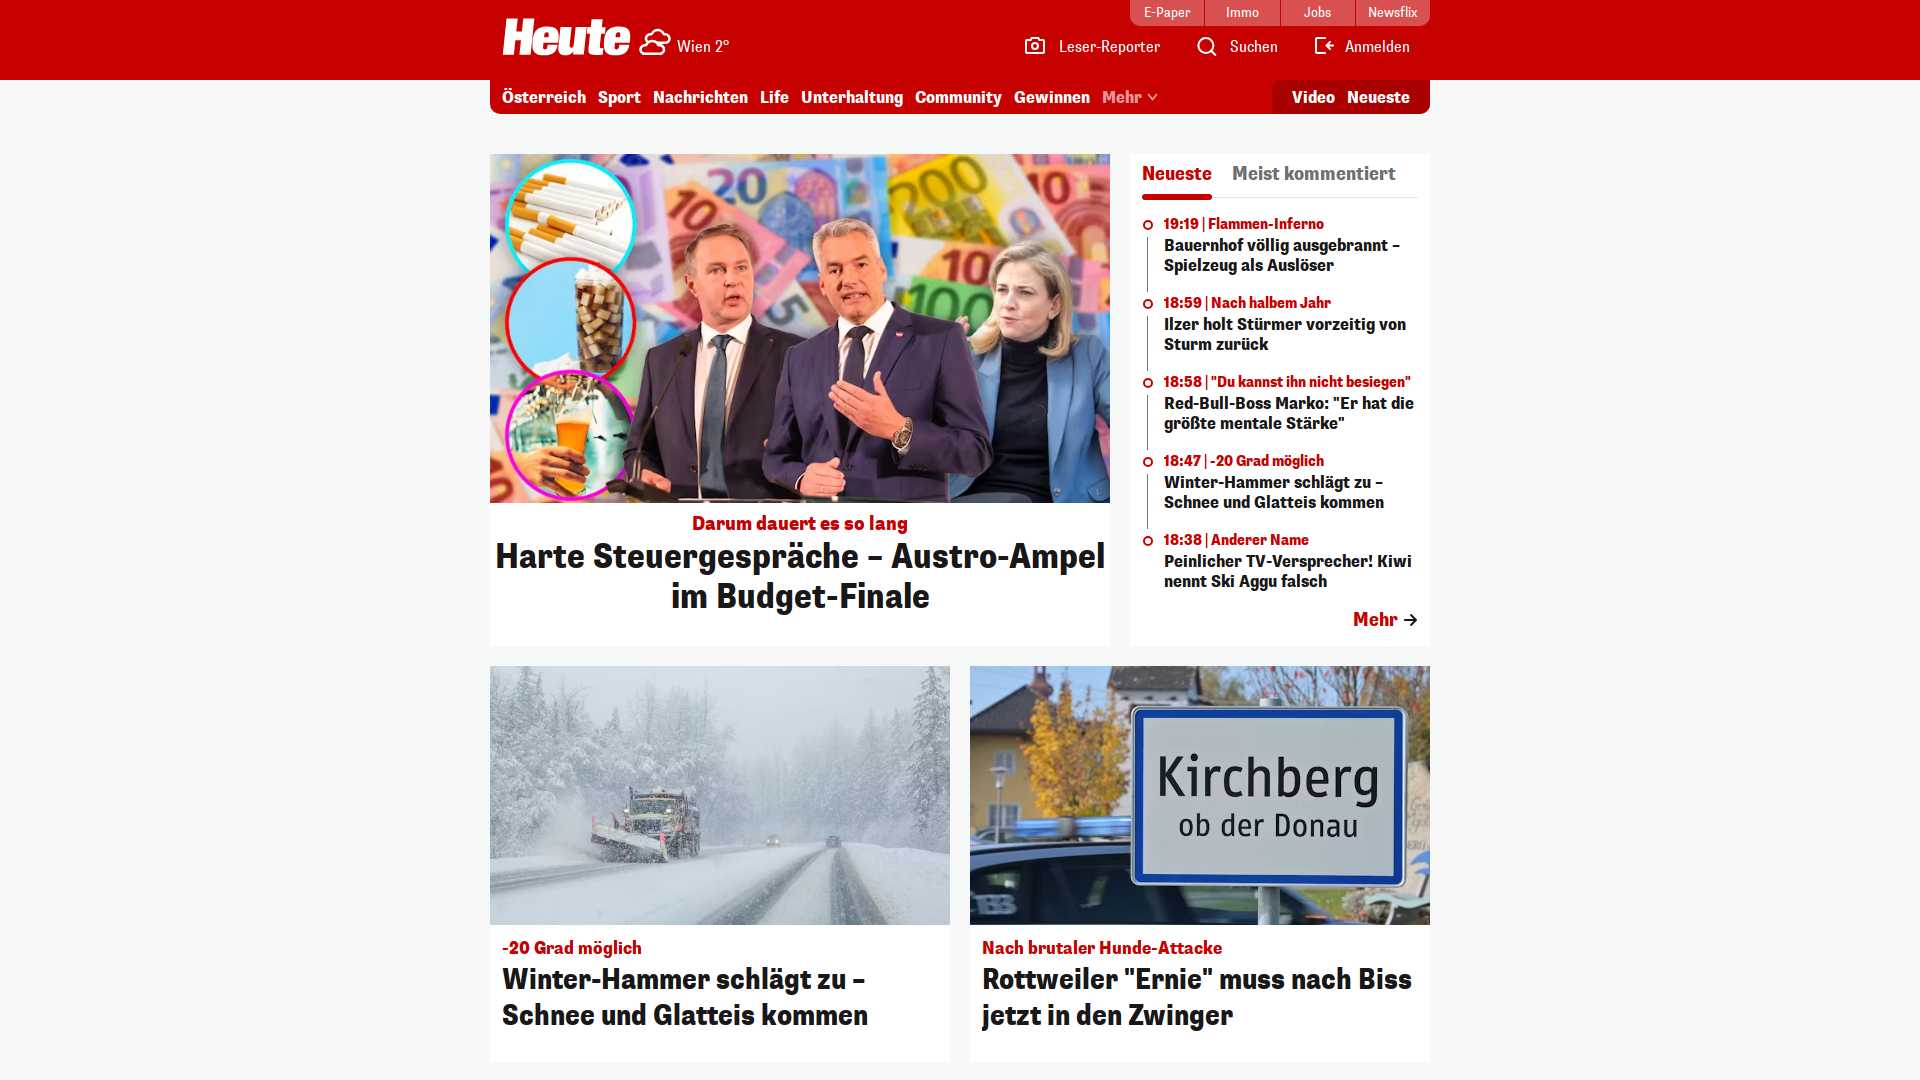 E-Paper
Immo
Jobs
Newsflix
Heute
Wien 2°
Leser-Reporter
Suchen
Anmelden
Österreich
Sport
Nachrichten
Life
Unterhaltung
Community
Gewinnen
Mehr
Video
Neueste
Darum dauert es so lang
Harte Steuergespräche – Austro-Ampel
im Budget-Finale
Neueste
Meist kommentiert
19:19 | Flammen-Inferno
Bauernhof völlig ausgebrannt –
Spielzeug als Auslöser
18:59 | Nach halbem Jahr
Ilzer holt Stürmer vorzeitig von
Sturm zurück
18:58 | "Du kannst ihn nicht besiegen"
Red-Bull-Boss Marko: "Er hat die
größte mentale Stärke"
18:47 | -20 Grad möglich
Winter-Hammer schlägt zu –
Schnee und Glatteis kommen
18:38 | Anderer Name
Peinlicher TV-Versprecher! Kiwi
nennt Ski Aggu falsch
Mehr
-20 Grad möglich
Winter-Hammer schlägt zu –
Schnee und Glatteis kommen
Kirchberg
ob der Donau
Nach brutaler Hunde-Attacke
Rottweiler "Ernie" muss nach Biss
jetzt in den Zwinger